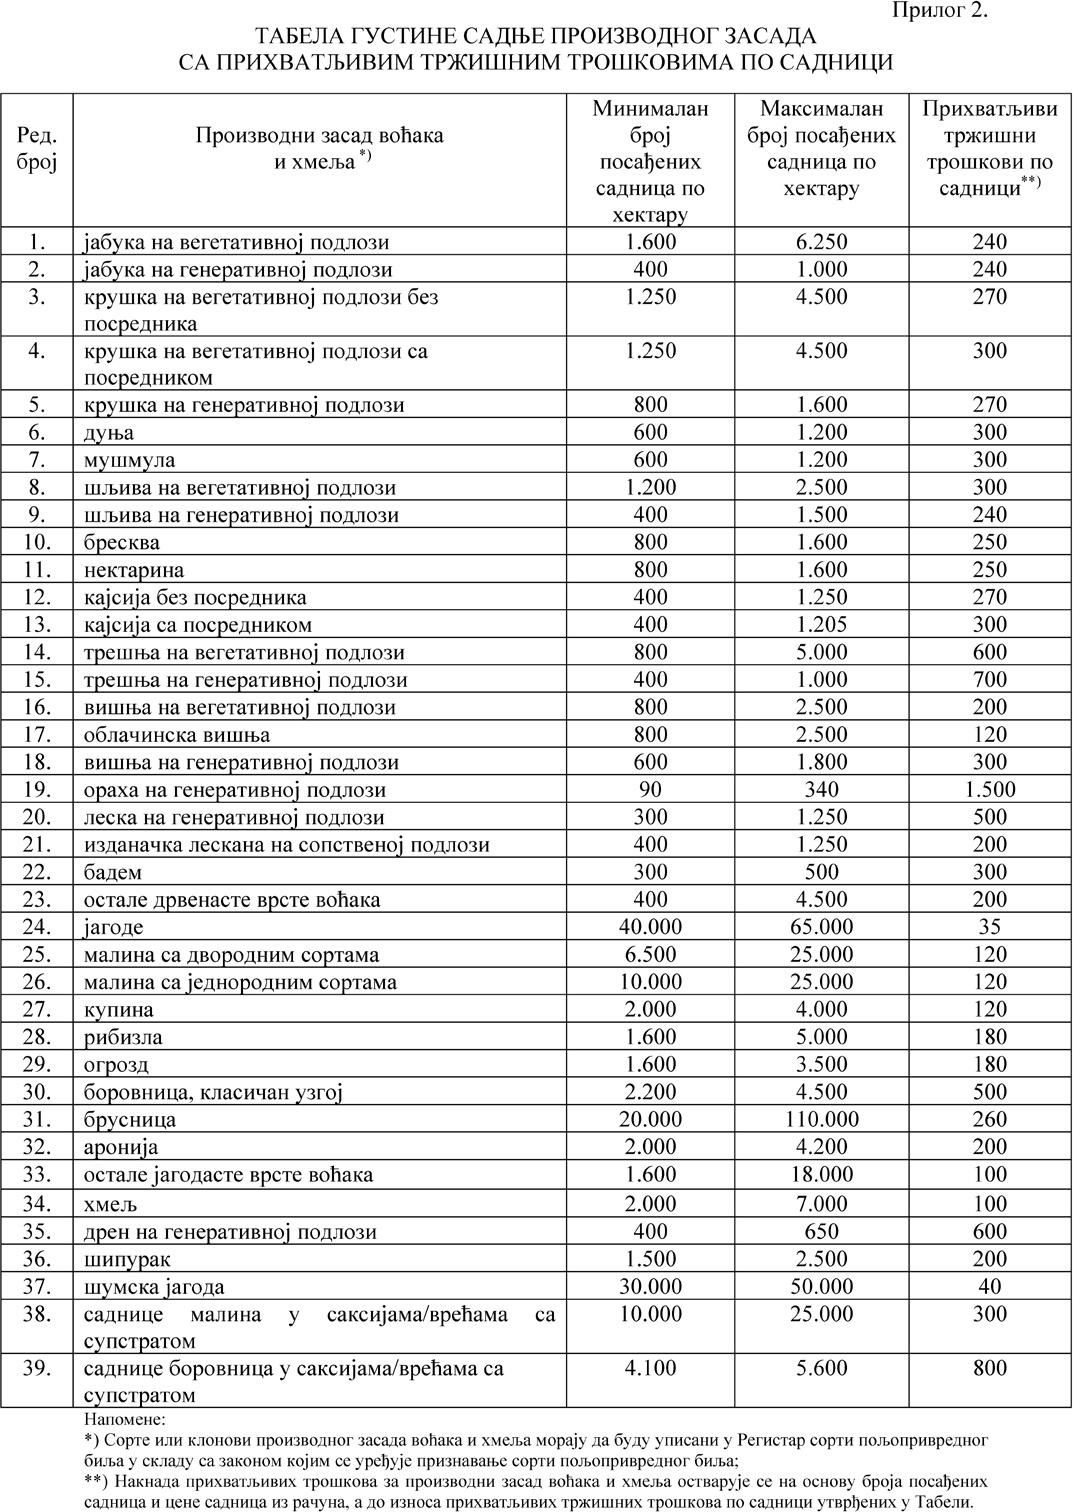 Прилог 2.
ТАБЕЛА ГУСТИНЕ САДЊЕ ПРОИЗВОДНОГ ЗАСАДА
СА ПРИХВАТЉИВИМ ТРЖИШНИМ ТРОШКОВИМА ПО САДНИЦИ
Ред. број
Производни засад воћака и хмеља *)
Минималан број посађених садница по хектару
Максималан број посађених садница по хектару
Прихватљиви тржишни трошкови по садници**)
1. јабука на вегетативној подлози 1.600 6.250 240
2. јабука на генеративној подлози 400 1.000 240
3. крушка на вегетативној подлози без 1.250 4.500 270
посредника
4. крушка на вегетативној подлози са 1.250 4.500 300
посредником
5. крушка на генеративној подлози 800 1.600 270
6. дуња 600 1.200 300
7. мушмула 600 1.200 300
8. шљива на вегетативној подлози 1.200 2.500 300
9. шљива на генеративној подлози 400 1.500 240
10. бресква 800 1.600 250
11. нектарина 800 1.600 250
12. кајсија без посредника 400 1.250 270
13. кајсија са посредником 400 1.205 300
14. трешња на вегетативној подлози 800 5.000 600
15. трешња на генеративној подлози 400 1.000 700
16. вишња на вегетативној подлози 800 2.500 200
17. облачинска вишња 800 2.500 120
18. вишња на генеративној подлози 600 1.800 300
19. ораха на генеративној подлози 90 340 1.500
20. леска на генеративној подлози 300 1.250 500
21. изданачка лескана на сопственој подлози 400 1.250 200
22. бадем 300 500 300
23. остале дрвенасте врсте воћака 400 4.500 200
24. јагоде 40.000 65.000 35
25. малина са двородним сортама 6.500 25.000 120
26. малина са једнородним сортама 10.000 25.000 120
27. купина 2.000 4.000 120
28. рибизла 1.600 5.000 180
29. огрозд 1.600 3.500 180
30. боровница, класичан узгој 2.200 4.500 500
31. брусница 20.000 110.000 260
32. аронија 2.000 4.200 200
33. остале јагодасте врсте воћака 1.600 18.000 100
34. хмељ 2.000 7.000 100
35. дрен на генеративној подлози 400 650 600
36. шипурак 1.500 2.500 200
37. шумска јагода 30.000 50.000 40
38. саднице малина у саксијама/врећама са 10.000 25.000 300
супстратом
39. саднице боровница у саксијама/врећама са 4.100 5.600 800
супстратом
Напомене:
*) Сорте или клонови производног засада воћака и хмеља морају да буду уписани у Регистар сорти пољопривредног
биља у складу са законом којим се уређује признавање сорти пољопривредног биља;
**) Накнада прихватљивих трошкова за производни засад воћака и хмеља остварује се на основу броја посађених
садница и цене садница из рачуна, а до износа прихватљивих тржишних трошкова по садници утврђених у Табели.